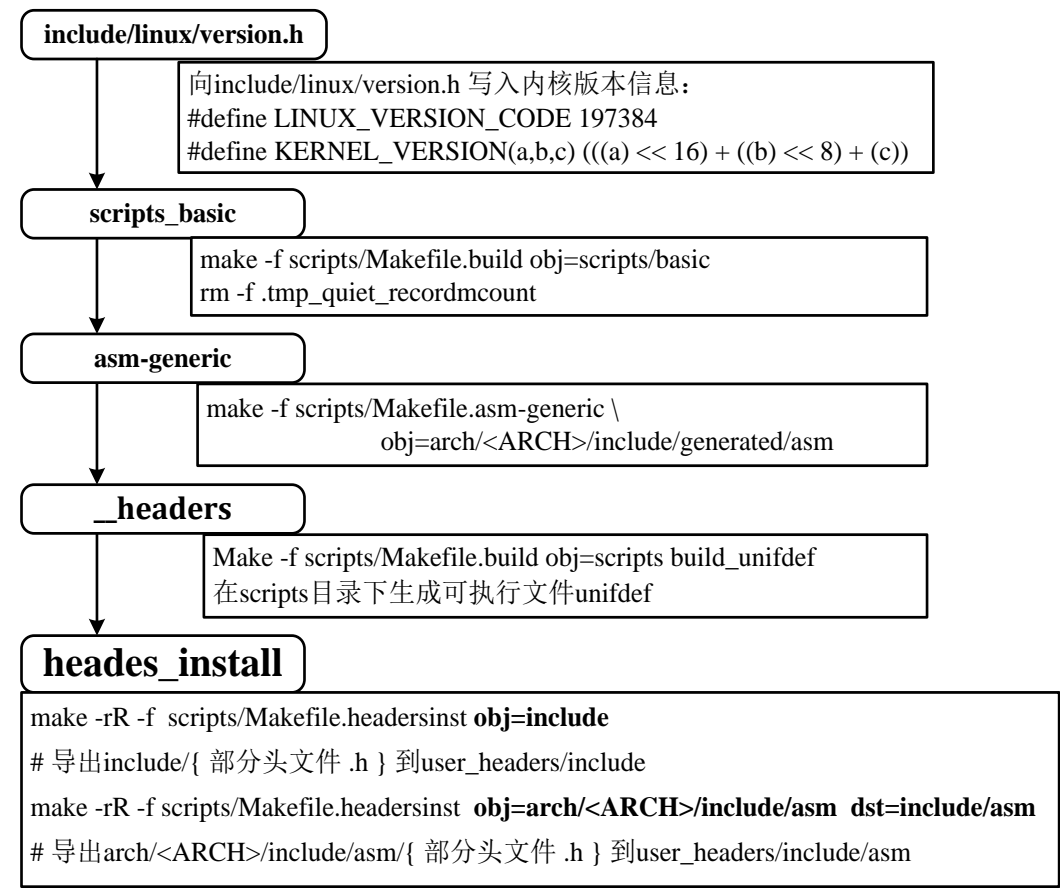 include/linux/version.h
向include/linux/version.h 写入内核版本信息：
#define LINUX_VERSION_CODE 197384
#define KERNEL_VERSION(a,b,c) (((a) << 16) + ((b) << 8) + (c))
scripts_basic
make -f scripts/Makefile.build obj=scripts/basic
rm -f .tmp_quiet_recordmcount
asm-generic
make -f scripts/Makefile.asm-generic \
obj=arch/<ARCH>/include/generated/asm
__headers
Make -f scripts/Makefile.build obj=scripts build_unifdef
在scripts目录下生成可执行文件unifdef
heades_install
make -rR -f scripts/Makefile.headersinst obj=include
# 导出include/{ 部分头文件 .h } 到user_headers/include
make -rR -f scripts/Makefile.headersinst obj=arch/<ARCH>/include/asm dst=include/asm
# 导出arch/<ARCH>/include/asm/{ 部分头文件 .h } 到user_headers/include/asm